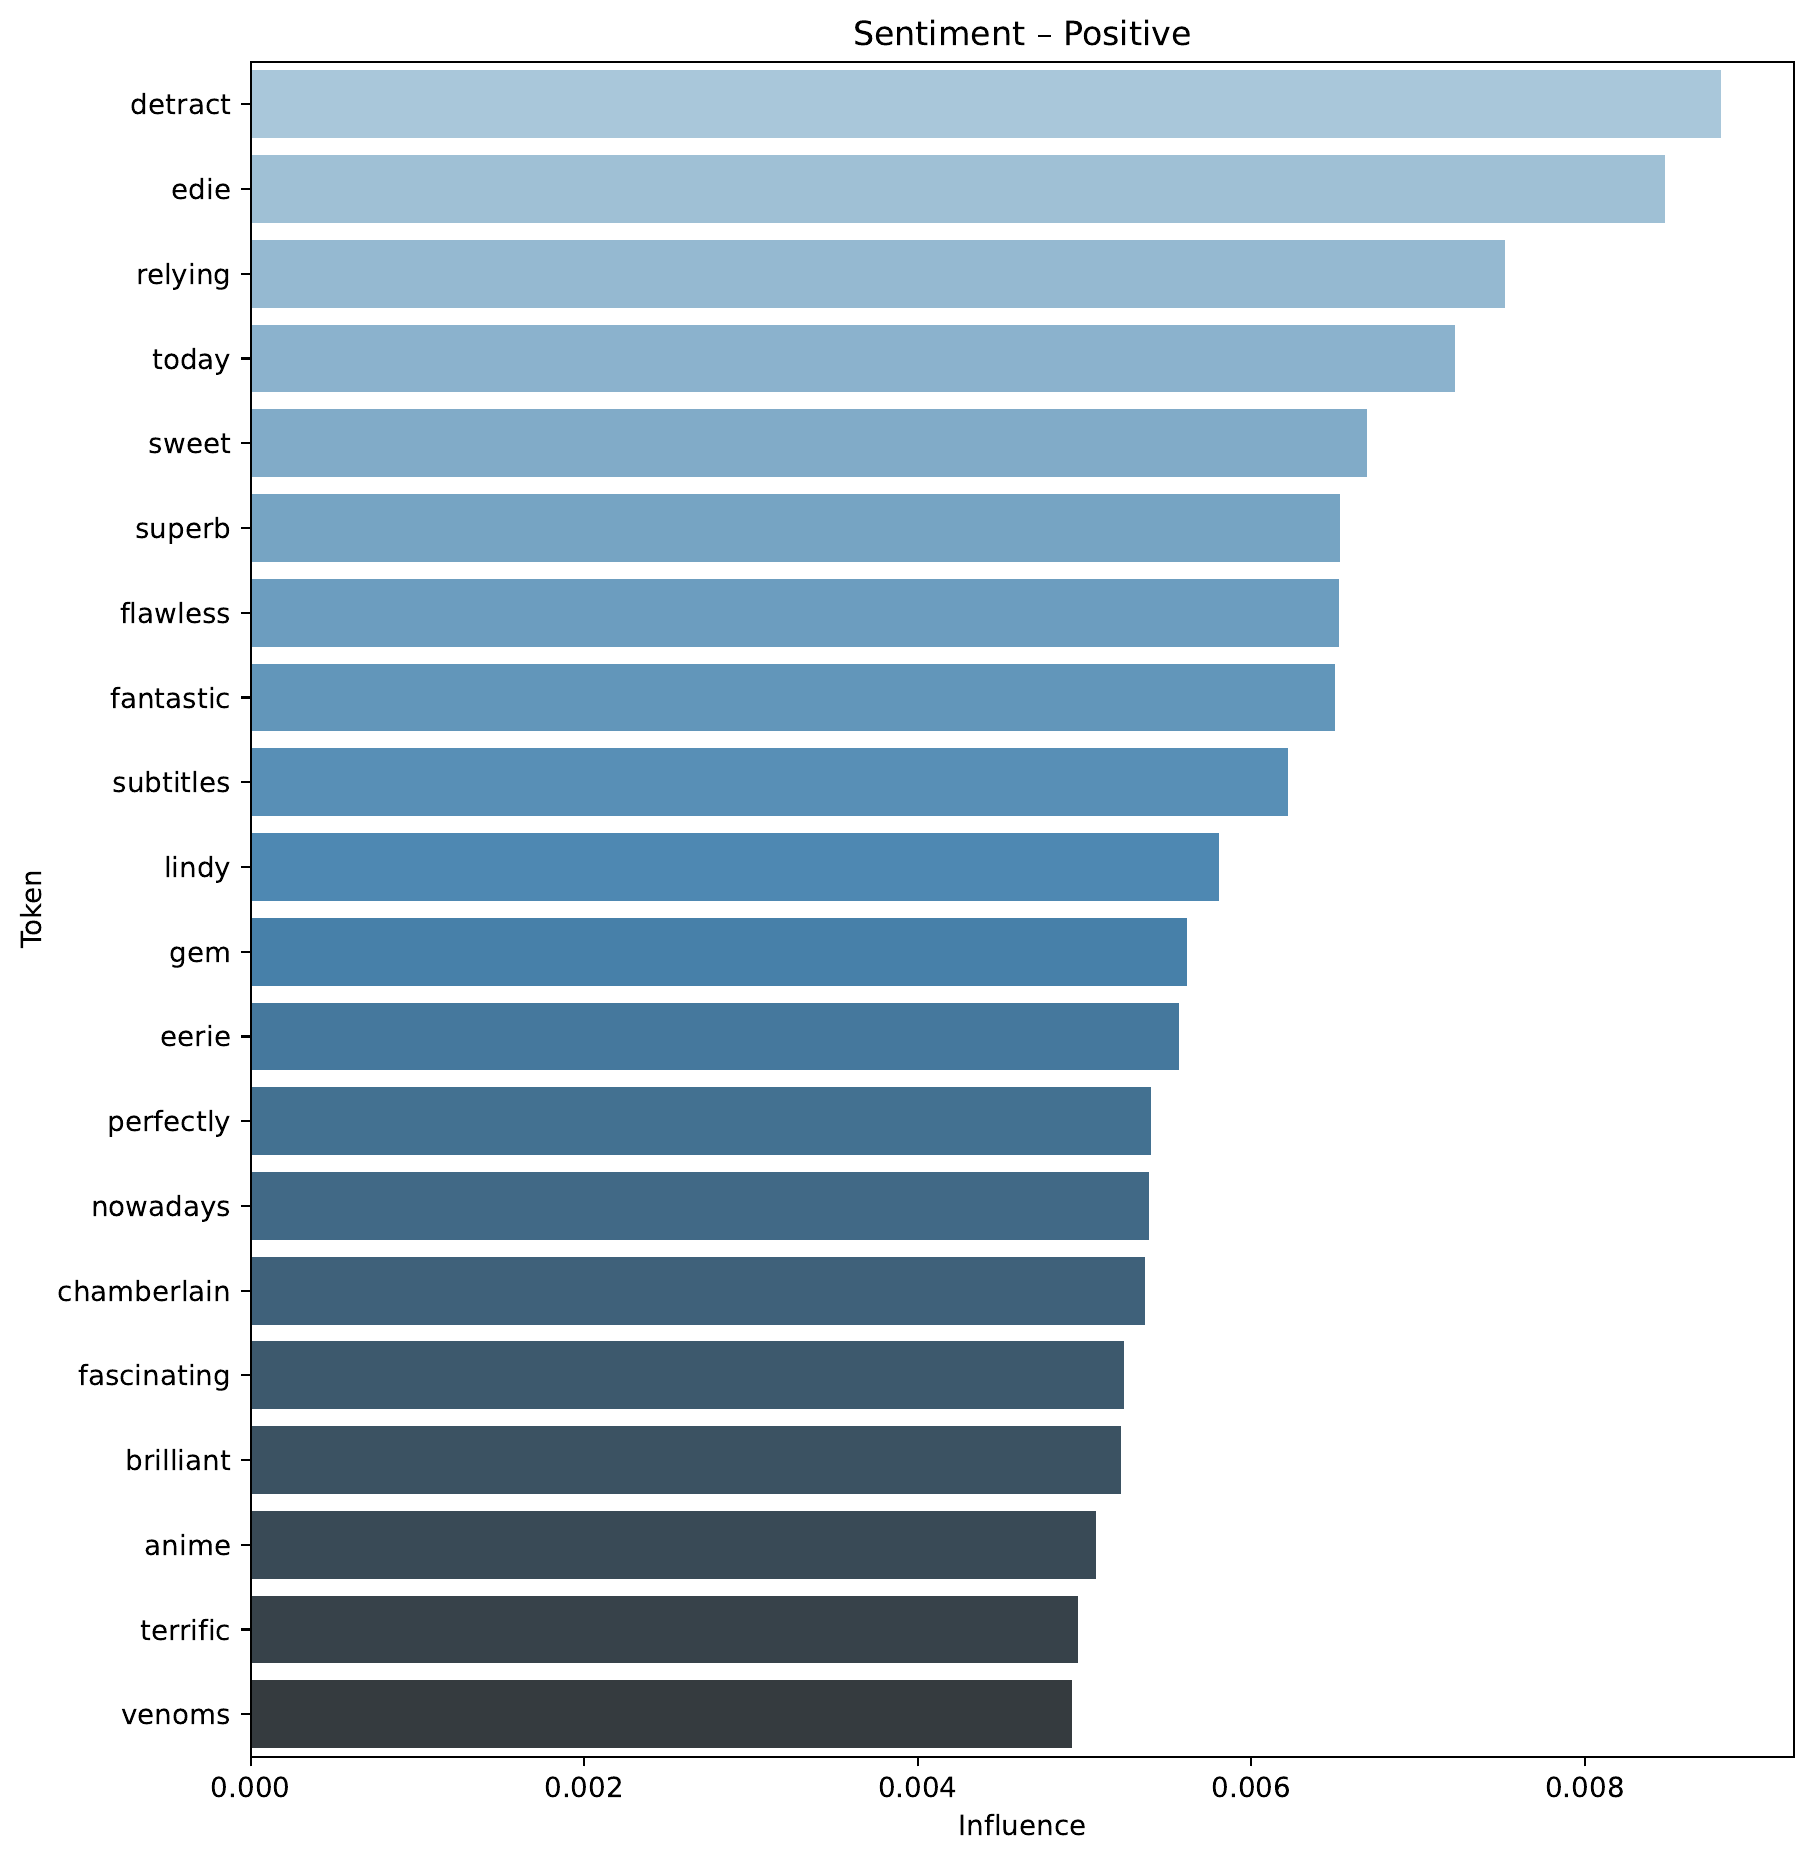 Sentiment – Positive
detract
edie
relying
today
sweet
superb
flawless
fantastic
subtitles
lindy
gem
eerie
perfectly
nowadays
chamberlain
fascinating
brilliant
anime
terrific
venoms
Token
0.000 0.002 0.004 0.006 0.008
Influence